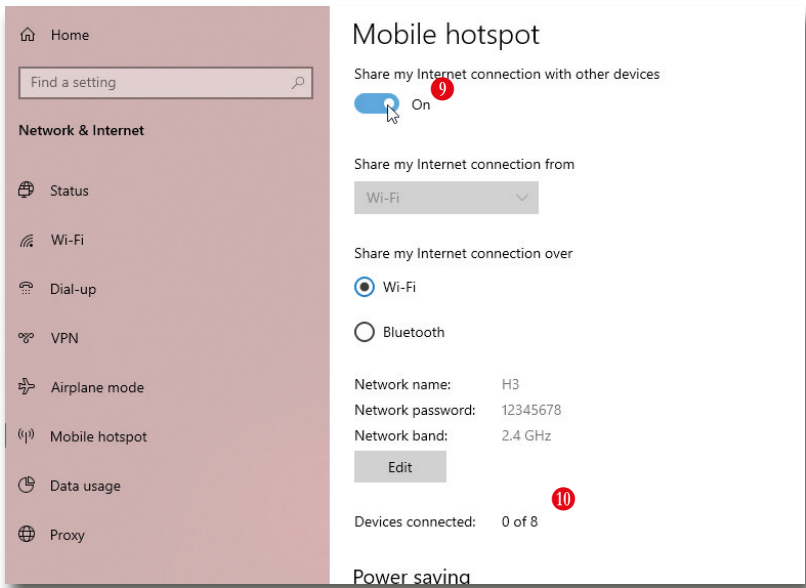 Home
Find a setting
Network & Internet
Status
Wi-Fi
Dial-up
VPN
Airplane mode
Mobile hotspot
Data usage
Proxy
Mobile hotspot
Share my Internet connection with other devices
On 9
Share my Internet connection from
Wi-Fi
Share my Internet connection over
Wi-Fi
Bluetooth
Network name: H3
Network password: 12345678
Network band: 2.4 GHz
Edit
10
Devices connected: 0 of 8
Power saving